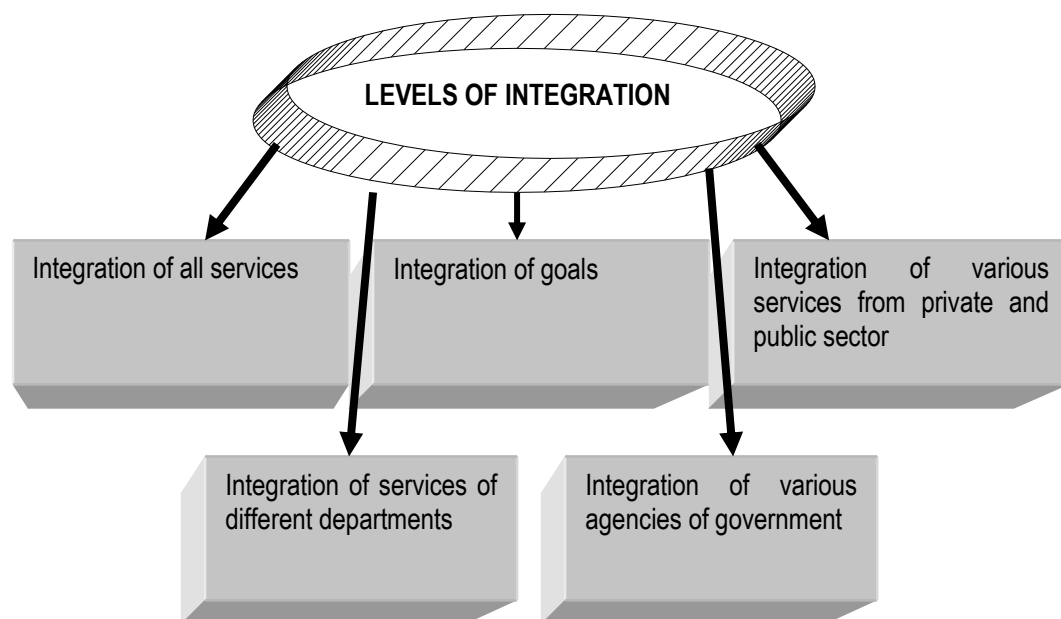 LEVELS OF INTEGRATION
Integration of all services
Integration of goals
Integration of various
services from private and
public sector
Integration of services of
different departments
Integration of various
agencies of government